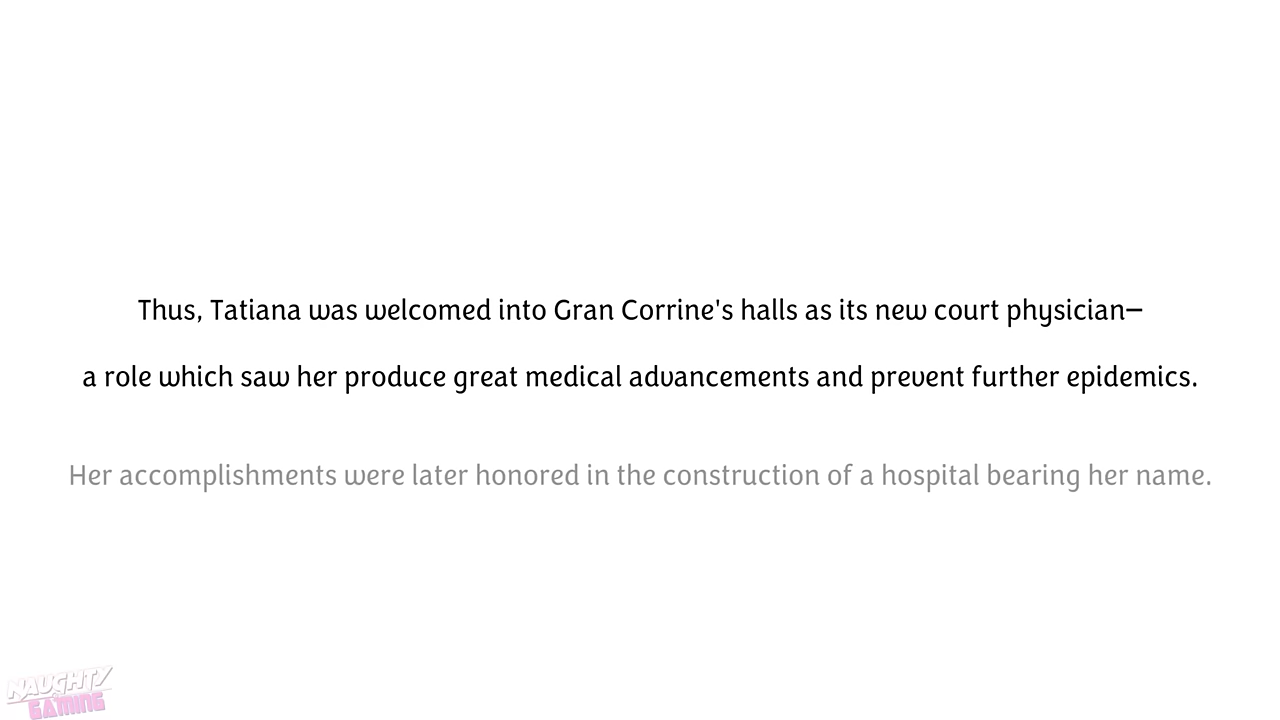 Thus, Tatiana was welcomed into Gran Corrine's halls as its new court physician—
a role which saw her produce great medical advancements and prevent further epidemics.
Her accomplishments were later honored in the construction of a hospital bearing her name.
NAUGHTY
GAMING